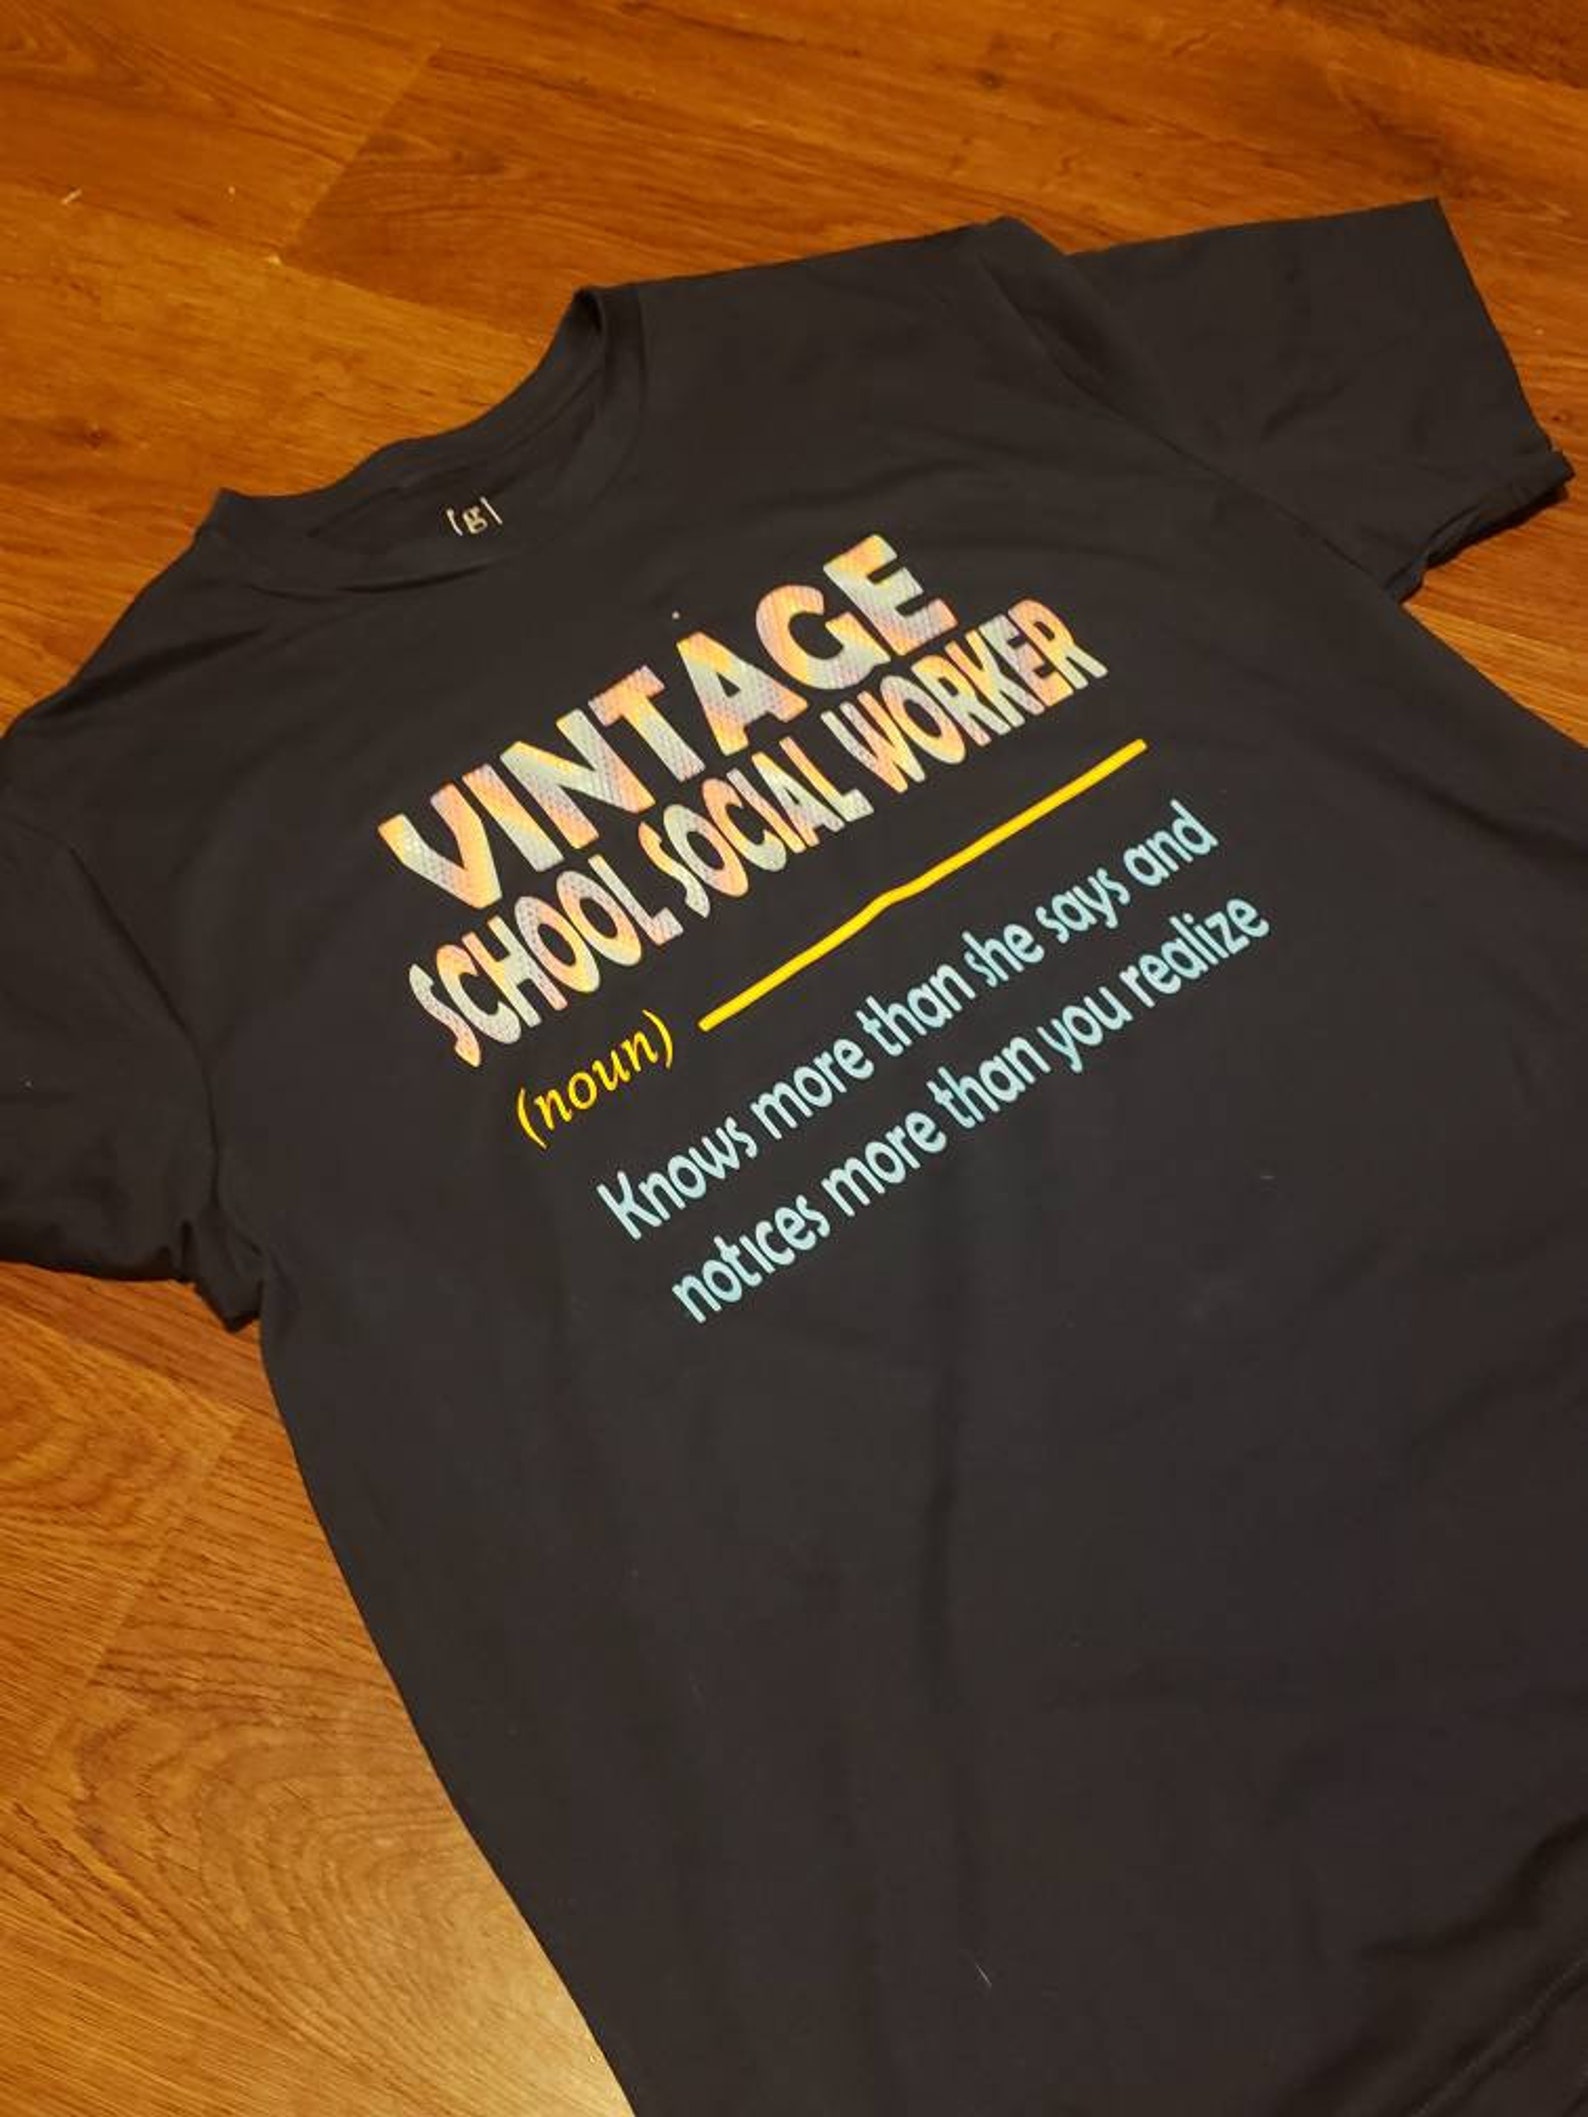 (g)
VINTAGE
SCHOOL SOCIAL WORKER
(noun)
Knows more than she says and
notices more than you realize